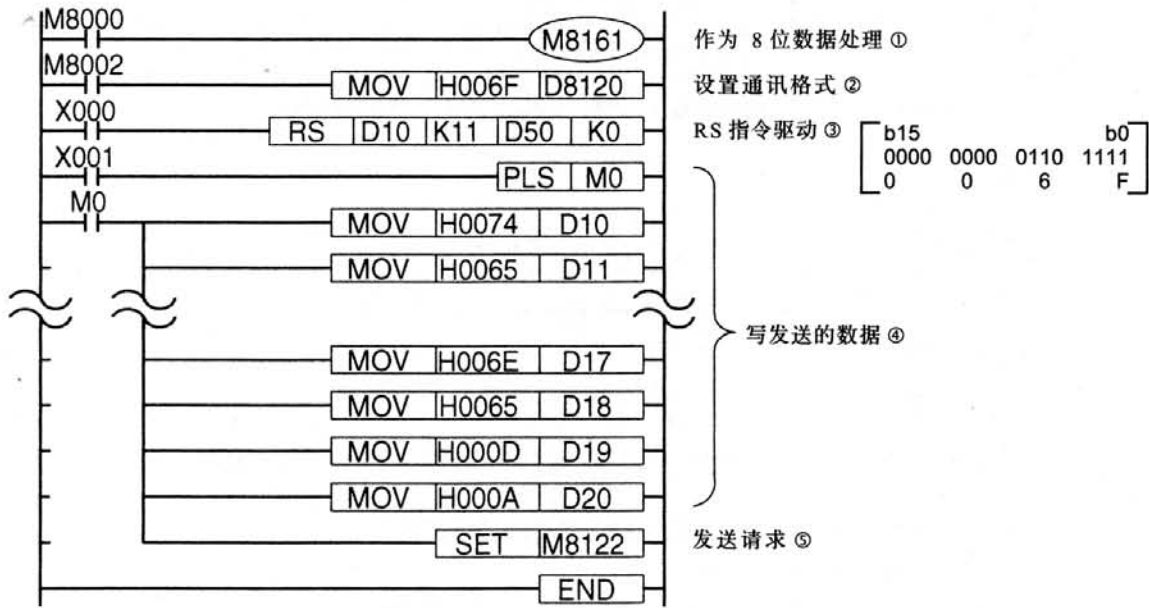 M8000
M8161 作为 8位数据处理 ①
M8002
MOV H006F D8120 设置通讯格式 ②
X000
RS D10 K11 D50 K0 RS指令驱动 ③
b15 b0
0000 0000 0110 1111
0 0 6 F
X001
PLS M0
M0
MOV H0074 D10
MOV H0065 D11
写发送的数据 ④
MOV H006E D17
MOV H0065 D18
MOV H000D D19
MOV H000A D20
SET M8122 发送请求 ⑤
END